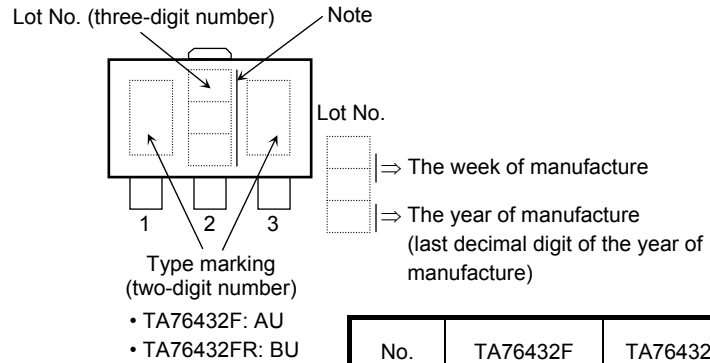 Lot No. (three-digit number)
Note
Lot No.
⇒ The week of manufacture
⇒ The year of manufacture
(last decimal digit of the year of
manufacture)
1 2 3
Type marking
(two-digit number)
• TA76432F: AU
• TA76432FR: BU
No. TA76432F TA76432